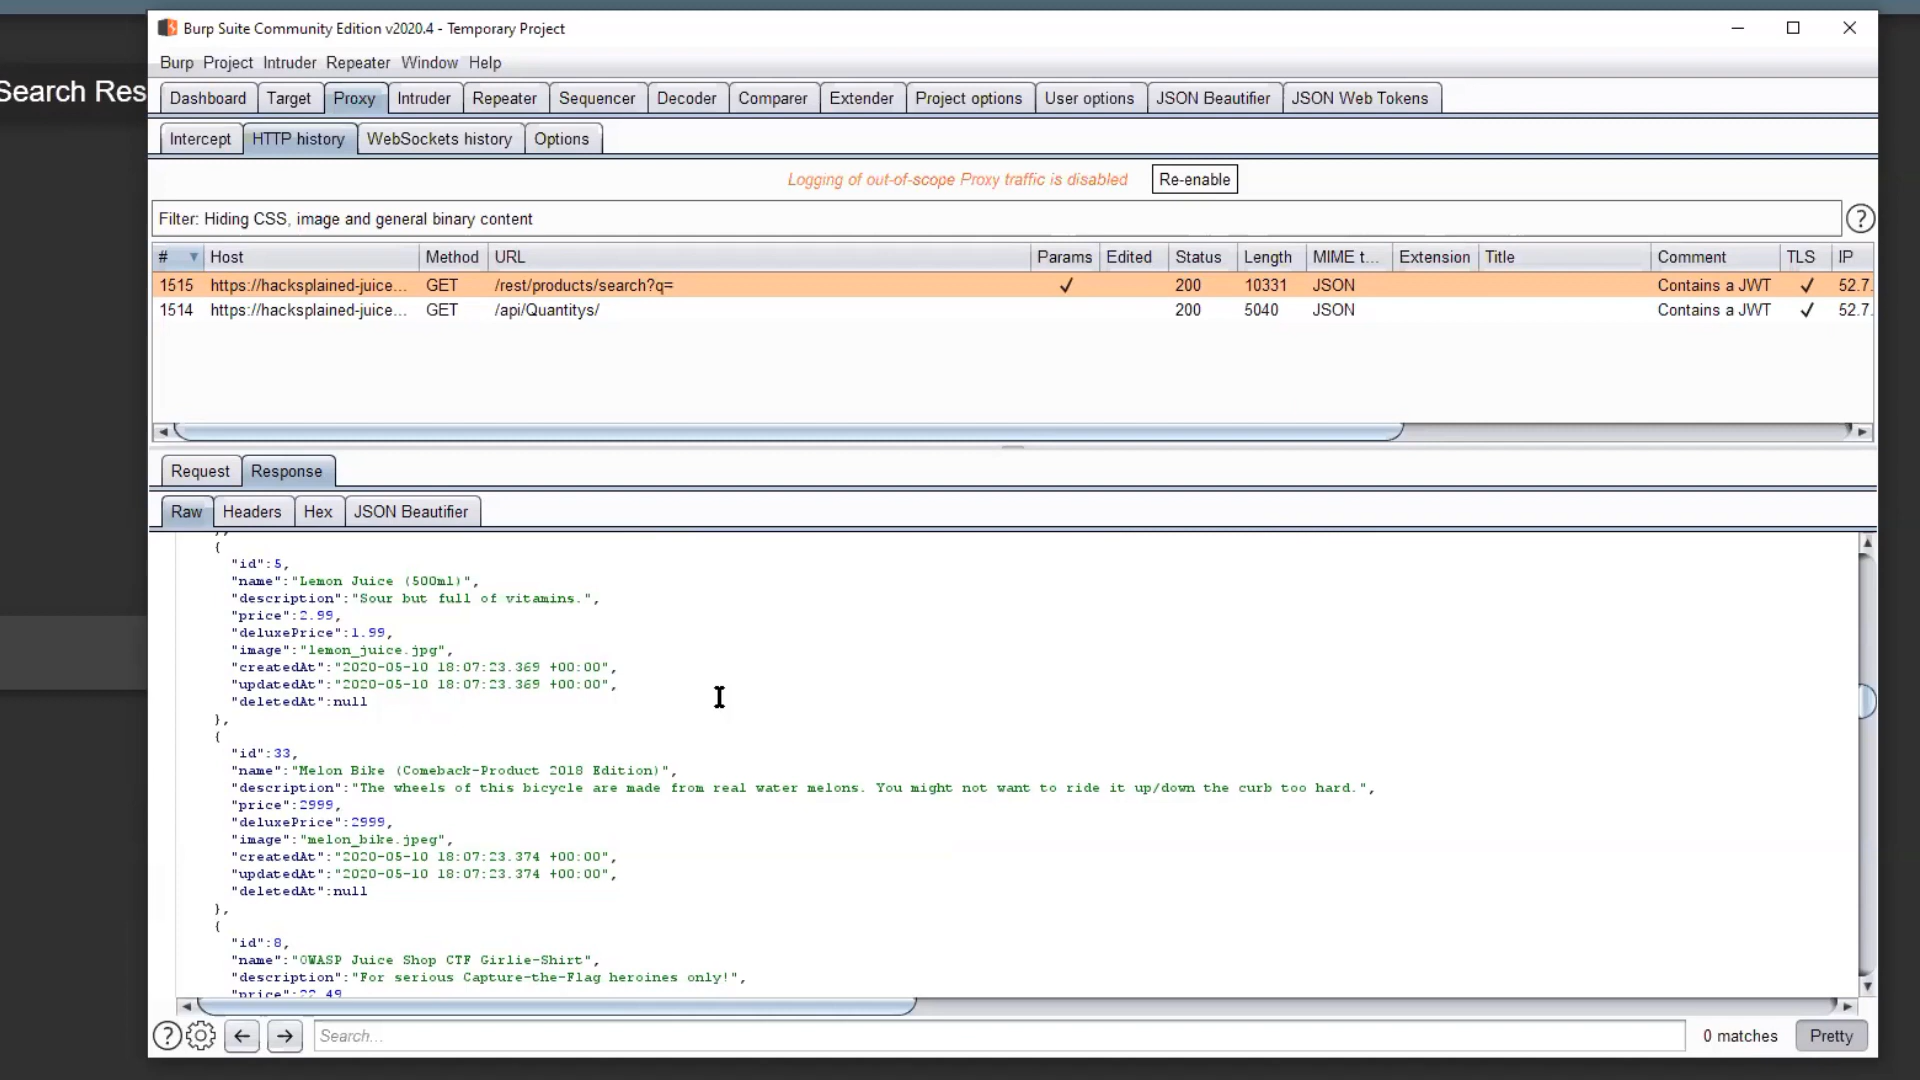 Burp Suite Community Edition v2020.4 - Temporary Project
Burp Project Intruder Repeater Window Help
Search Res
Dashboard Target Proxy Intruder Repeater Sequencer Decoder Comparer Extender Project options User options JSON Beautifier JSON Web Tokens
Intercept HTTP history WebSockets history Options
Logging of out-of-scope Proxy traffic is disabled Re-enable
Filter: Hiding CSS, image and general binary content ?
# Host Method URL Params Edited Status Length MIME t... Extension Title Comment TLS IP
1515 https://hacksplained-juice... GET /rest/products/search?q= ✓ 200 10331 JSON Contains a JWT ✓ 52.7.
1514 https://hacksplained-juice... GET /api/Quantitys/ 200 5040 JSON Contains a JWT ✓ 52.7.
Request Response
Raw Headers Hex JSON Beautifier
},
{
"id":5,
"name":"Lemon Juice (500ml)",
"description":"Sour but full of vitamins.",
"price":2.99,
"deluxePrice":1.99,
"image":"lemon_juice.jpg",
"createdAt":"2020-05-10 18:07:23.369 +00:00",
"updatedAt":"2020-05-10 18:07:23.369 +00:00",
"deletedAt":null
},
{
"id":33,
"name":"Melon Bike (Comeback-Product 2018 Edition)",
"description":"The wheels of this bicycle are made from real water melons. You might not want to ride it up/down the curb too hard.",
"price":2999,
"deluxePrice":2999,
"image":"melon_bike.jpeg",
"createdAt":"2020-05-10 18:07:23.374 +00:00",
"updatedAt":"2020-05-10 18:07:23.374 +00:00",
"deletedAt":null
},
{
"id":8,
"name":"OWASP Juice Shop CTF Girlie-Shirt",
"description":"For serious Capture-the-Flag heroines only!",
"price":22.49
? Search... 0 matches Pretty